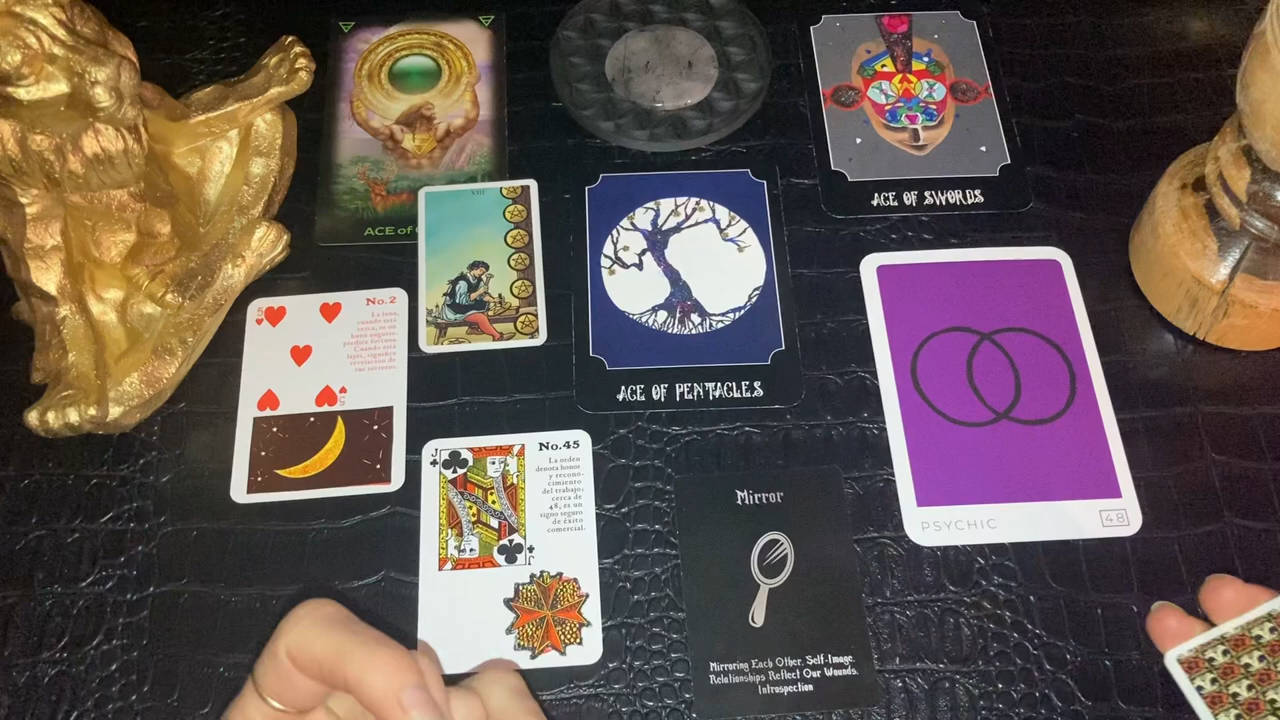 ACE of
VIII
ACE OF SWORDS
ACE OF PENTACLES
5
No.2
La luna,
cuando está
cerca, es un
buen augurio,
predice fortuna
Cuando está
lejos, significa
revelación de
sus secretos.
5
PSYCHIC
48
J
No.45
La orden
denota honor
y recono-
cimiento
del trabajo;
cerca de
48, es un
signo seguro
de éxito
comercial.
J
Mirror
Mirroring Each Other. Self-Image.
Relationships Reflect Our Wounds.
Introspection